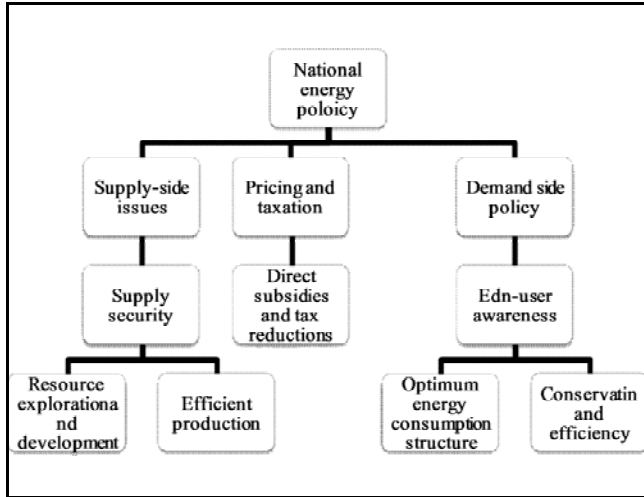 National
energy
poloicy
Supply-side
issues
Pricing and
taxation
Demand side
policy
Supply
security
Direct
subsidies
and tax
reductions
Edn-user
awareness
Resource
explorationa
nd
development
Efficient
production
Optimum
energy
consumption
structure
Conservatin
and
efficiency